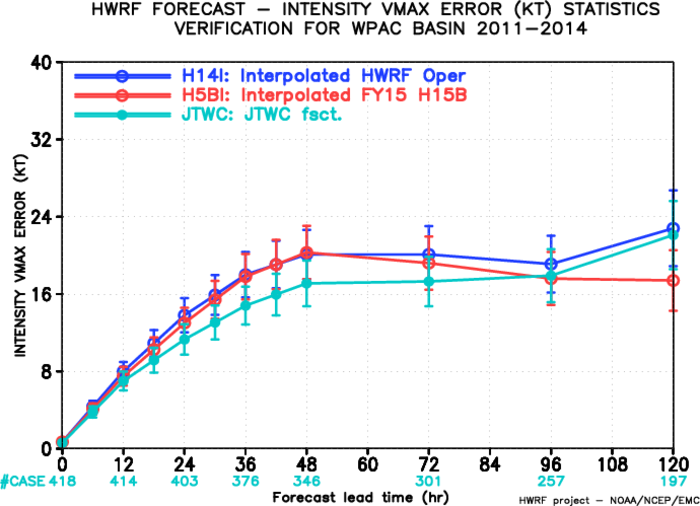 HWRF FORECAST – INTENSITY VMAX ERROR (KT) STATISTICS
VERIFICATION FOR WPAC BASIN 2011–2014
H14I: Interpolated HWRF Oper
H5BI: Interpolated FY15 H15B
JTWC: JTWC fsct.
INTENSITY VMAX ERROR (KT)
40
32
24
16
8
0
0 12 24 36 48 60 72 84 96 108 120
#CASE 418 414 403 376 346 301 257 197
Forecast lead time (hr)
HWRF project – NOAA/NCEP/EMC